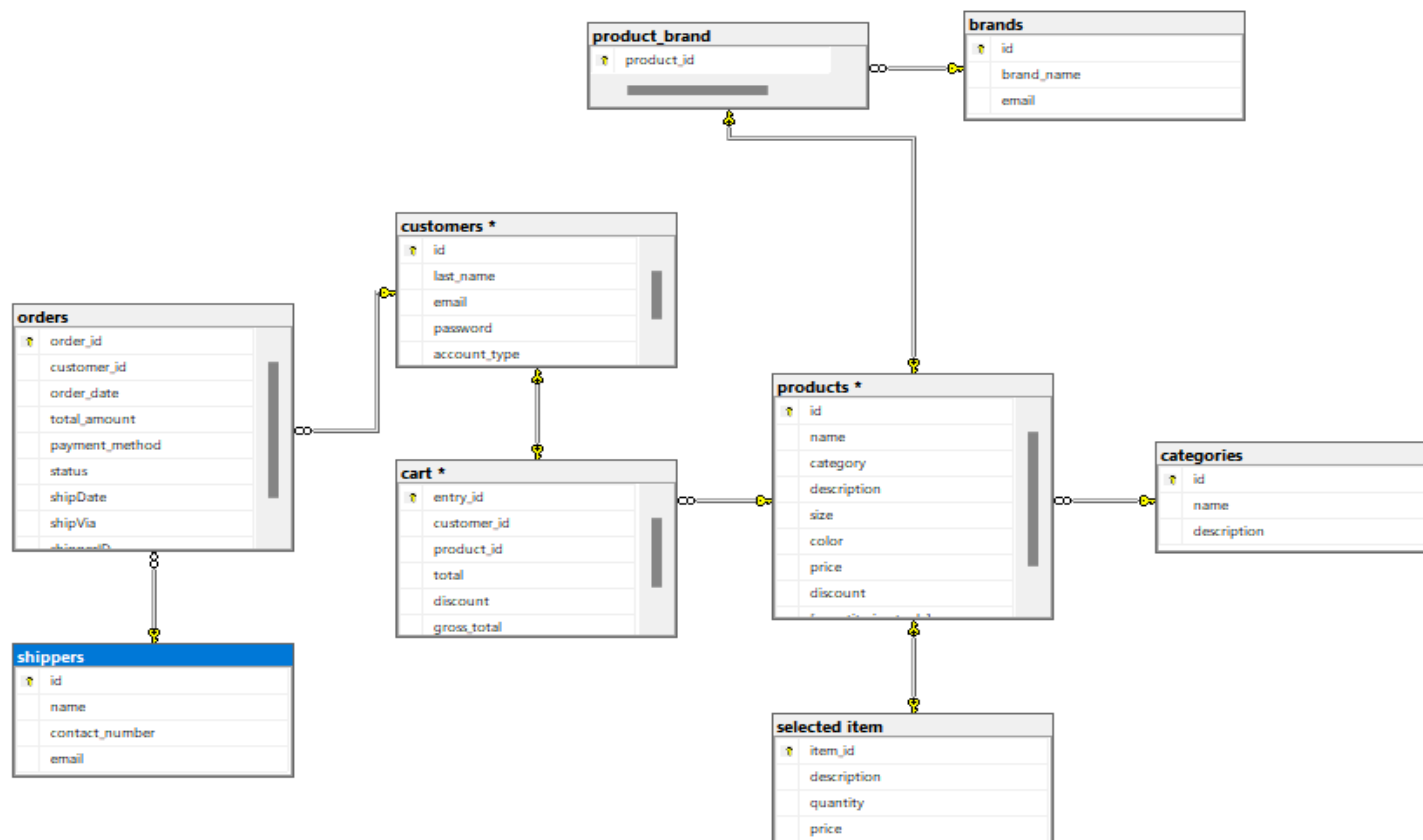 product_brand
product_id
brands
id
brand_name
email
customers *
id
last_name
email
password
account_type
orders
order_id
customer_id
order_date
total_amount
payment_method
status
shipDate
shipVia
shipperID
cart *
entry_id
customer_id
product_id
total
discount
gross_total
products *
id
name
category
description
size
color
price
discount
categories
id
name
description
shippers
id
name
contact_number
email
selected item
item_id
description
quantity
price